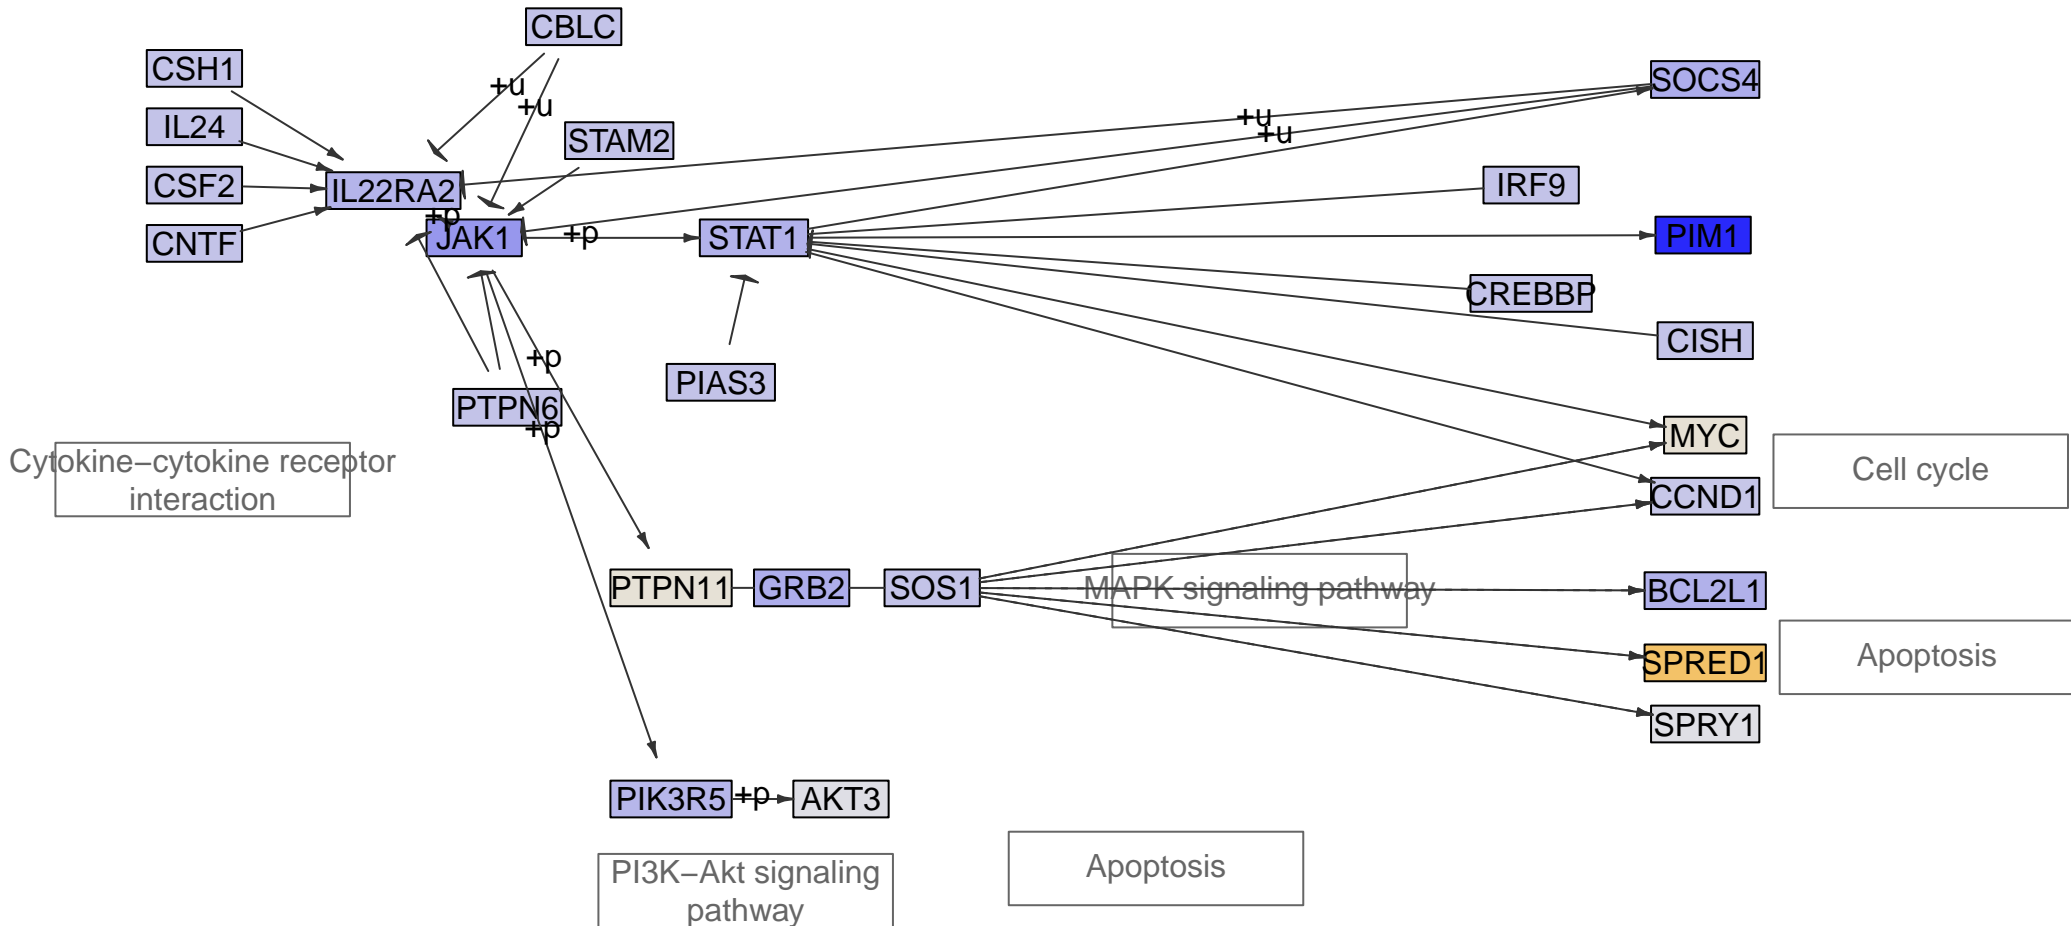 CBLC
CSH1
+u
SOCS4
+u
+u
IL24
+u
STAM2
CSF2
IL22RA2
IRF9
+p
CNTF
JAK1
+p
STAT1
PIM1
CREBBP
CISH
+p
PIAS3
PTPN6
+p
MYC
Cytokine−cytokine receptor
interaction
Cell cycle
CCND1
PTPN11
GRB2
SOS1
MAPK signaling pathway
BCL2L1
SPRED1
Apoptosis
SPRY1
PIK3R5
+p
AKT3
PI3K−Akt signaling
pathway
Apoptosis